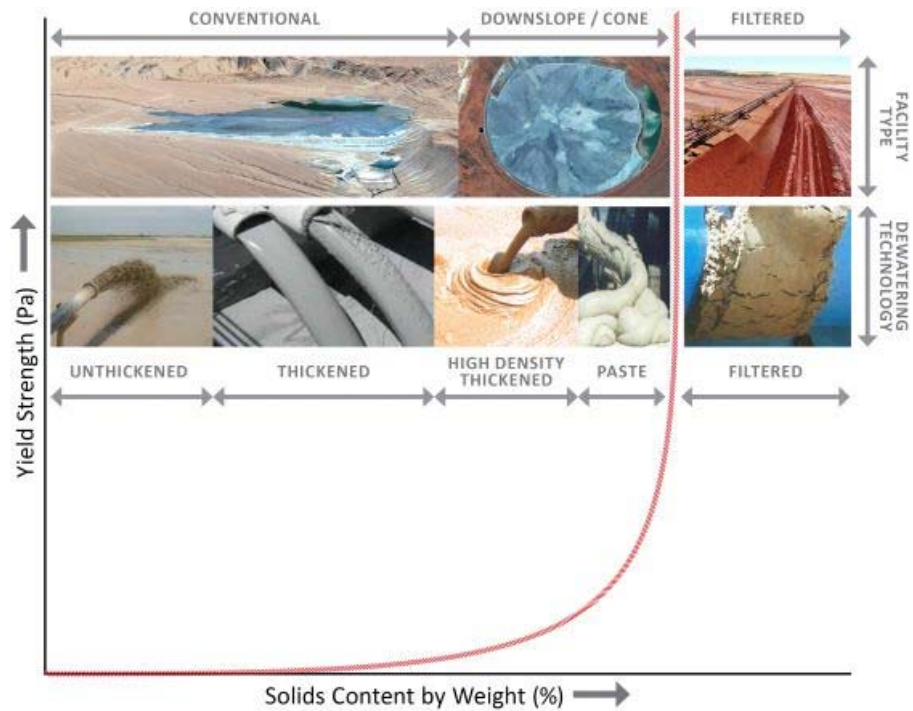 CONVENTIONAL
DOWNSLOPE / CONE
FILTERED
FACILITY
TYPE
DEWATERING
TECHNOLOGY
UNTHICKENED
THICKENED
HIGH DENSITY
THICKENED
PASTE
FILTERED
Yield Strength (Pa)
Solids Content by Weight (%)